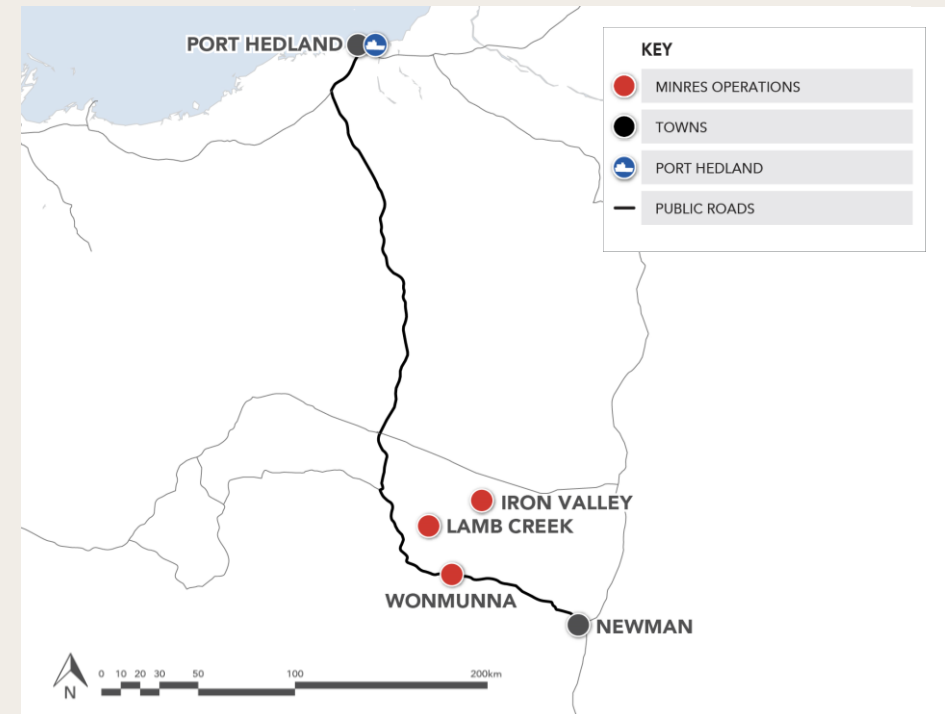 PORT HEDLAND
KEY
MINRES OPERATIONS
TOWNS
PORT HEDLAND
PUBLIC ROADS
IRON VALLEY
LAMB CREEK
WONMUNNA
NEWMAN
0 10 20 30 50 100 200km
N